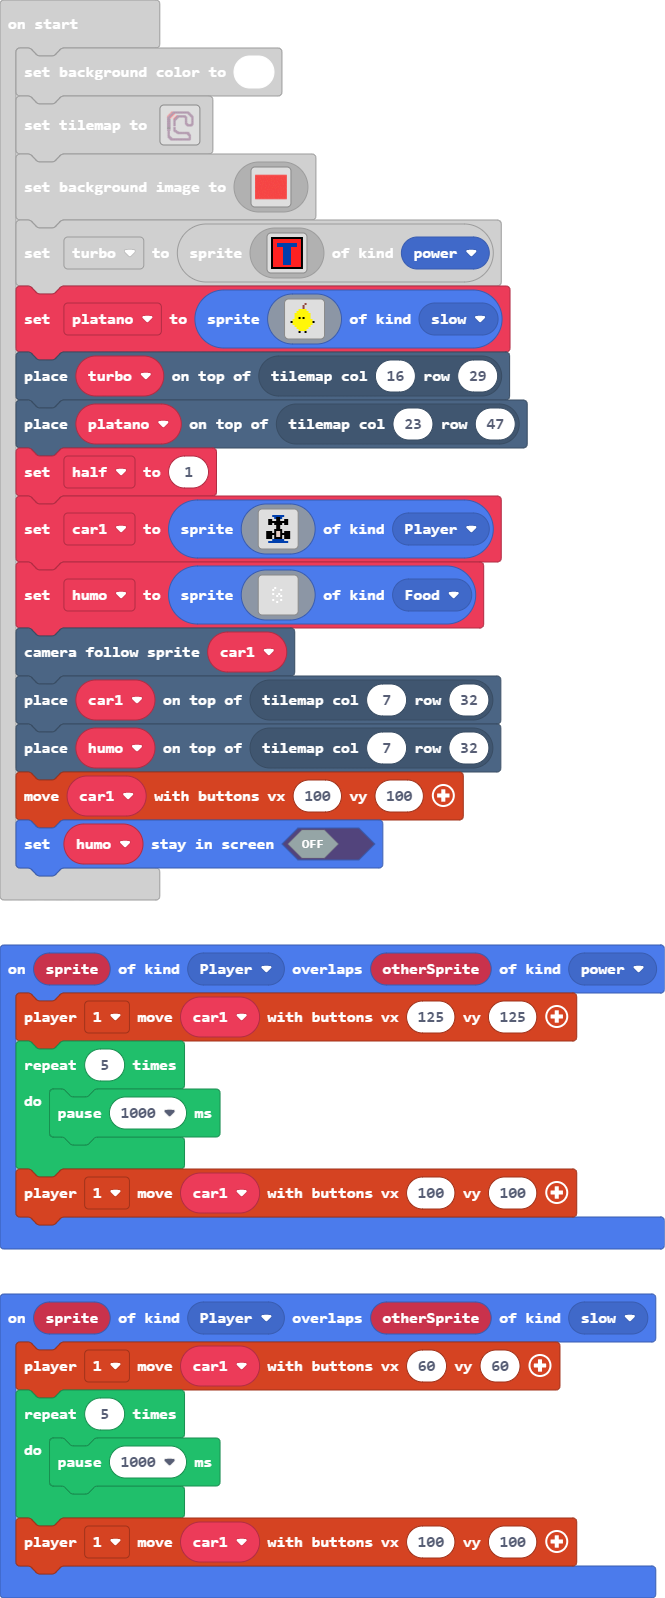 on start
set background color to
set tilemap to
set background image to
set turbo to sprite T of kind power
set platano to sprite of kind slow
place turbo on top of tilemap col 16 row 29
place platano on top of tilemap col 23 row 47
set half to 1
set car1 to sprite of kind Player
set humo to sprite of kind Food
camera follow sprite car1
place car1 on top of tilemap col 7 row 32
place humo on top of tilemap col 7 row 32
move car1 with buttons vx 100 vy 100
set humo stay in screen OFF
on sprite of kind Player overlaps otherSprite of kind power
player 1 move car1 with buttons vx 125 vy 125
repeat 5 times
do
pause 1000 ms
player 1 move car1 with buttons vx 100 vy 100
on sprite of kind Player overlaps otherSprite of kind slow
player 1 move car1 with buttons vx 60 vy 60
repeat 5 times
do
pause 1000 ms
player 1 move car1 with buttons vx 100 vy 100